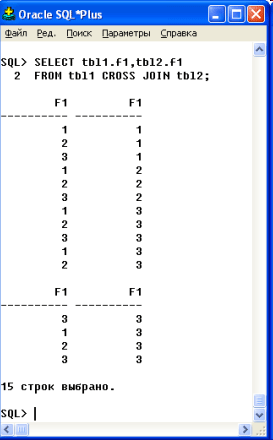 Oracle SQL*Plus
Файл Ред. Поиск Параметры Справка
SQL> SELECT tbl1.f1,tbl2.f1
2 FROM tbl1 CROSS JOIN tbl2;
F1 F1
---------- ----------
1 1
2 1
3 1
1 2
2 2
3 2
1 3
2 3
3 3
1 3
2 3
F1 F1
---------- ----------
3 3
1 3
2 3
3 3
15 строк выбрано.
SQL>